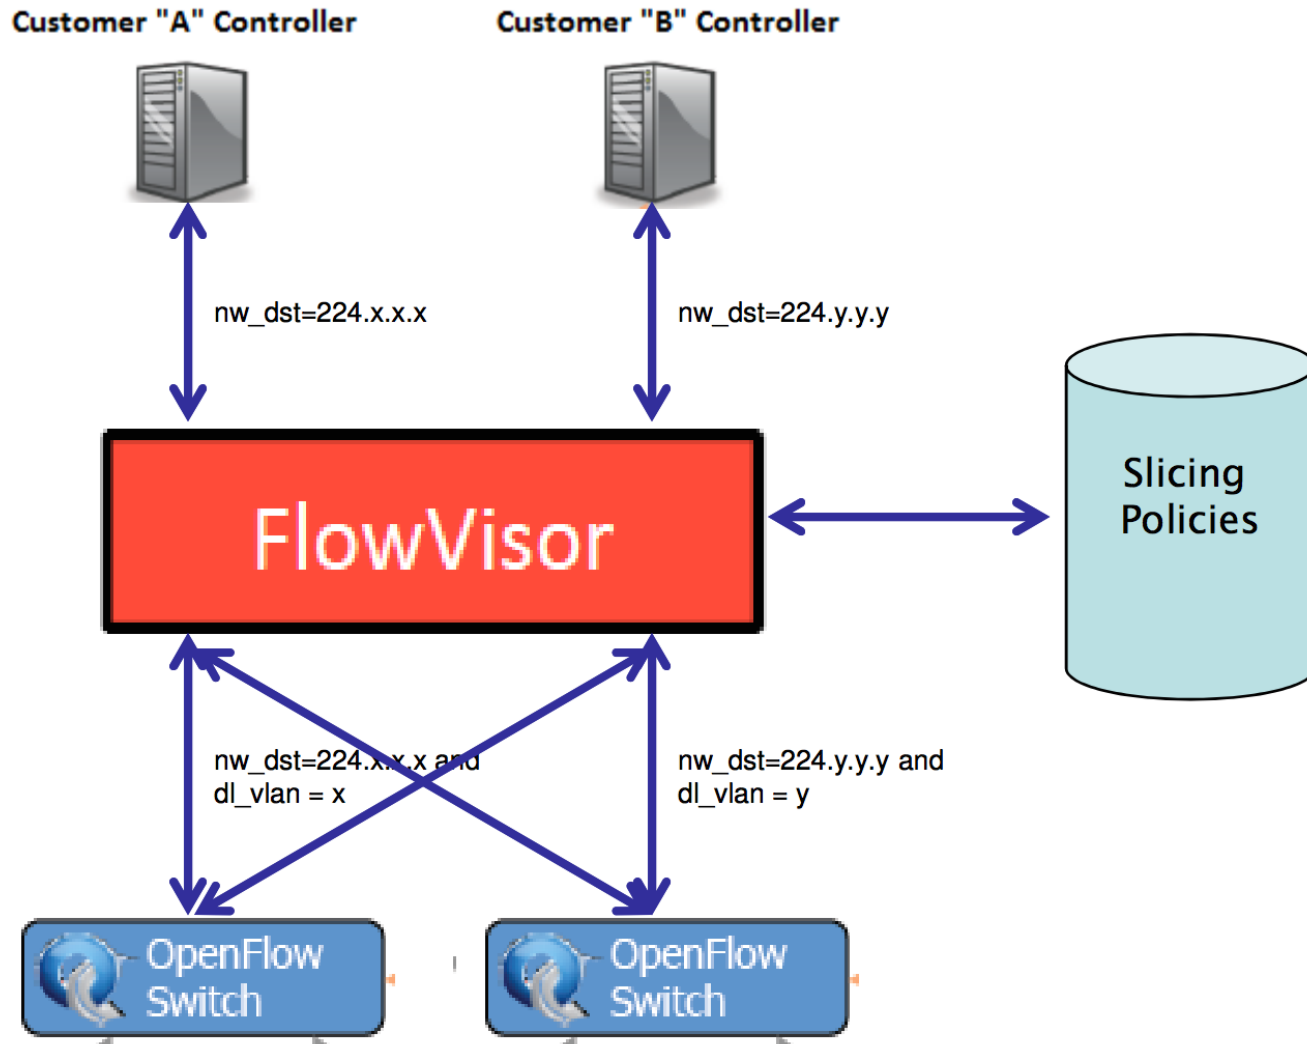 Customer "A" Controller
Customer "B" Controller
nw_dst=224.x.x.x
nw_dst=224.y.y.y
FlowVisor
Slicing
Policies
nw_dst=224.x.x.x and
dl_vlan = x
nw_dst=224.y.y.y and
dl_vlan = y
OpenFlow
Switch
OpenFlow
Switch